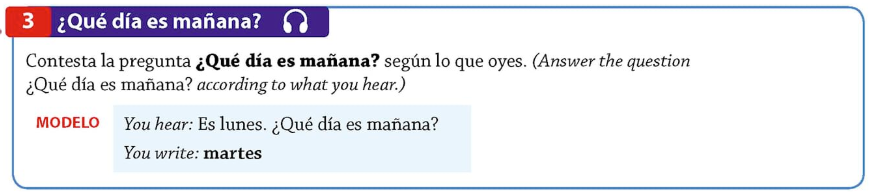 3 ¿Qué día es mañana?
Contesta la pregunta ¿Qué día es mañana? según lo que oyes. (Answer the question
¿Qué día es mañana? according to what you hear.)
MODELO You hear: Es lunes. ¿Qué día es mañana?
You write: martes